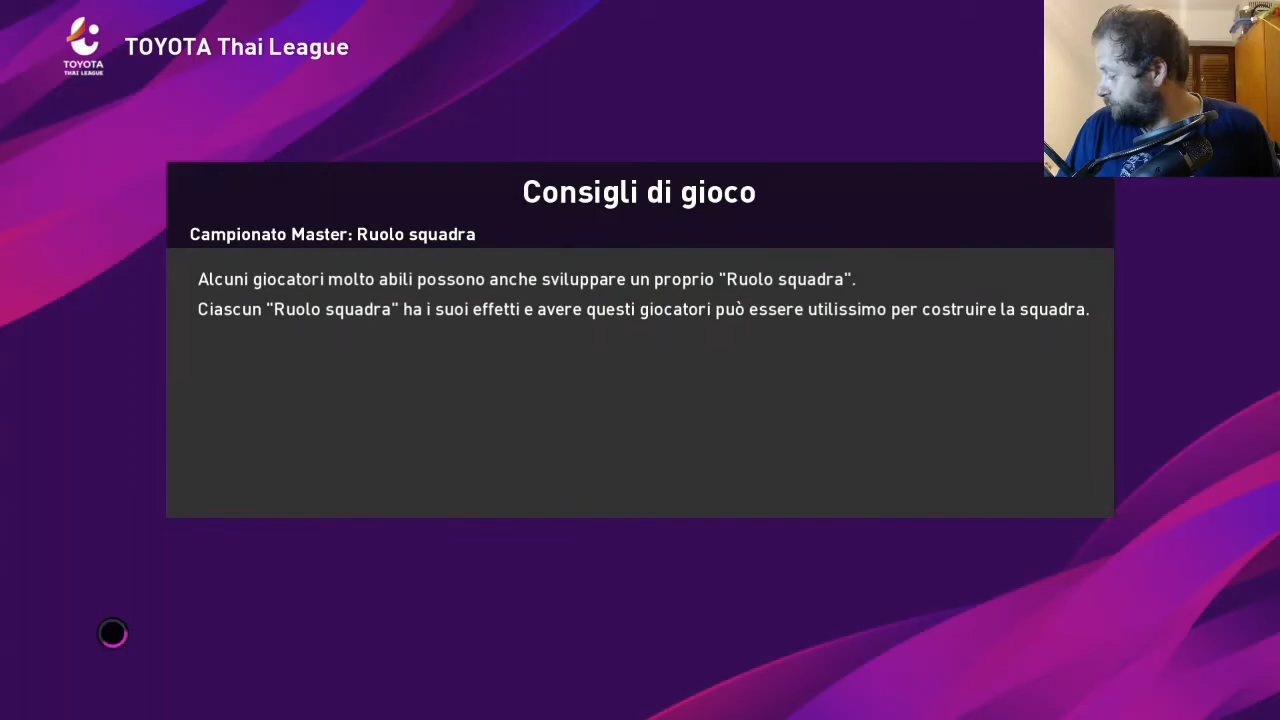 TOYOTA Thai League
TOYOTA
THAI LEAGUE
Consigli di gioco
Campionato Master: Ruolo squadra
Alcuni giocatori molto abili possono anche sviluppare un proprio "Ruolo squadra".
Ciascun "Ruolo squadra" ha i suoi effetti e avere questi giocatori può essere utilissimo per costruire la squadra.